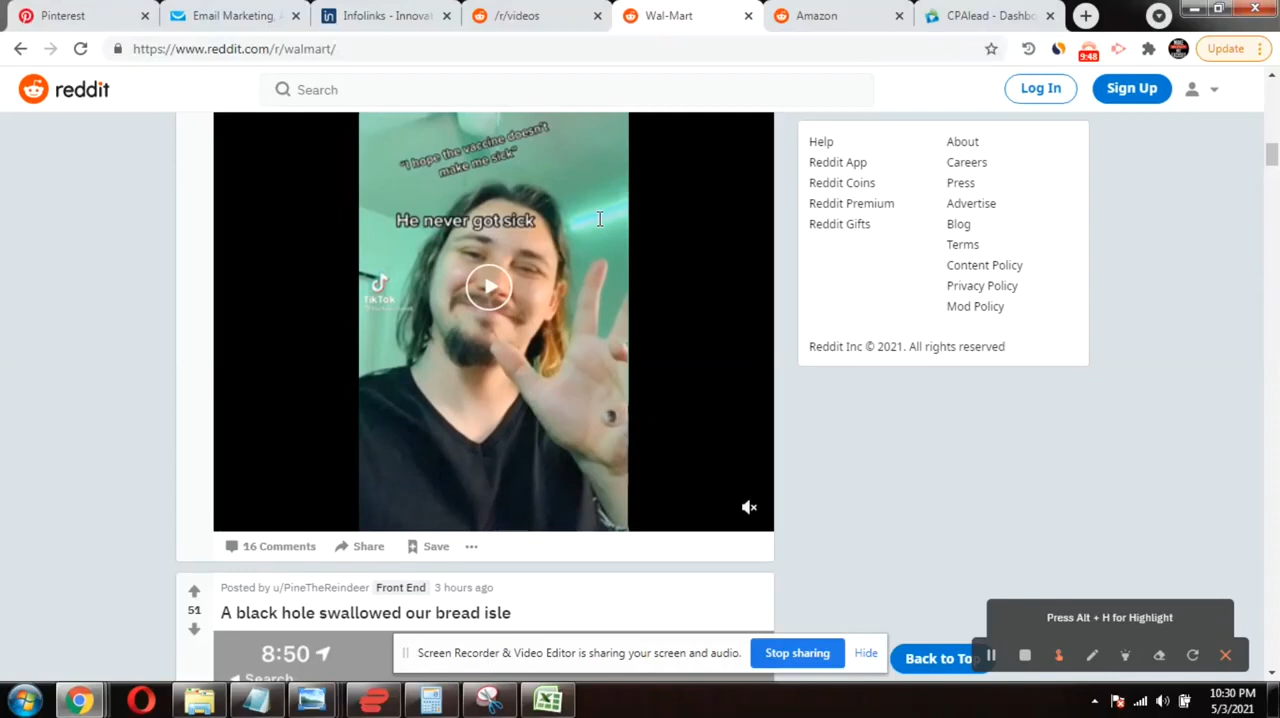 Pinterest
Email Marketing, A
Infolinks - Innova
/r/videos
Wal-Mart
Amazon
CPAlead - Dashbo
https://www.reddit.com/r/walmart/
9:48
Update
reddit
Search
Log In
Sign Up
"I hope the vaccine doesn't
make me sick"
He never got sick
TikTok
Help
Reddit App
Reddit Coins
Reddit Premium
Reddit Gifts
About
Careers
Press
Advertise
Blog
Terms
Content Policy
Privacy Policy
Mod Policy
Reddit Inc © 2021. All rights reserved
16 Comments
Share
Save
Posted by u/PineTheReindeer Front End 3 hours ago
51
A black hole swallowed our bread isle
8:50
Search
Screen Recorder & Video Editor is sharing your screen and audio.
Stop sharing
Hide
Back to Top
Press Alt + H for Highlight
10:30 PM
5/3/2021